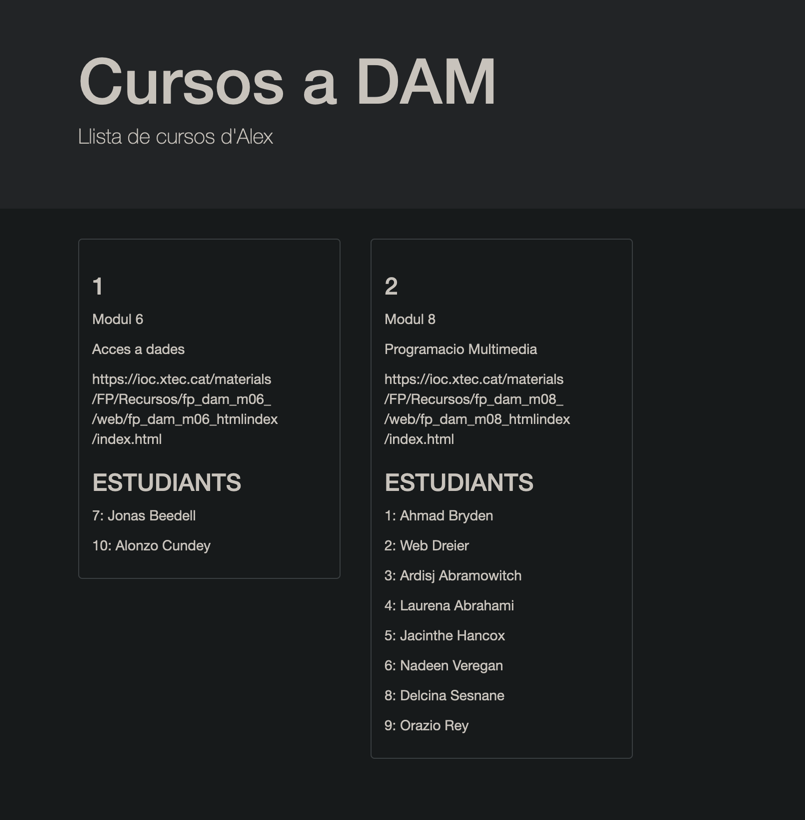 Cursos a DAM
Llista de cursos d'Alex
1
Modul 6
Acces a dades
https://ioc.xtec.cat/materials
/FP/Recursos/fp_dam_m06_
/web/fp_dam_m06_htmlindex
/index.html
ESTUDIANTS
7: Jonas Beedell
10: Alonzo Cundey
2
Modul 8
Programacio Multimedia
https://ioc.xtec.cat/materials
/FP/Recursos/fp_dam_m08_
/web/fp_dam_m08_htmlindex
/index.html
ESTUDIANTS
1: Ahmad Bryden
2: Web Dreier
3: Ardisj Abramowitch
4: Laurena Abrahami
5: Jacinthe Hancox
6: Nadeen Veregan
8: Delcina Sesnane
9: Orazio Rey